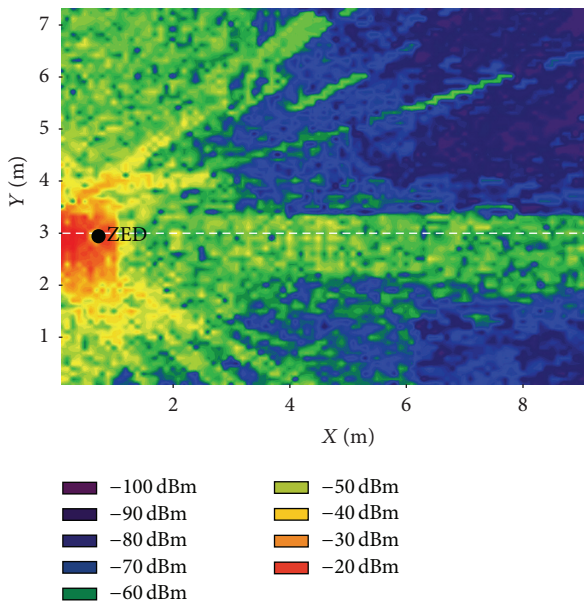 7
6
5
4
3
2
1
Y (m)
ZED
2
4
6
8
X (m)
−100 dBm
−90 dBm
−80 dBm
−70 dBm
−60 dBm
−50 dBm
−40 dBm
−30 dBm
−20 dBm